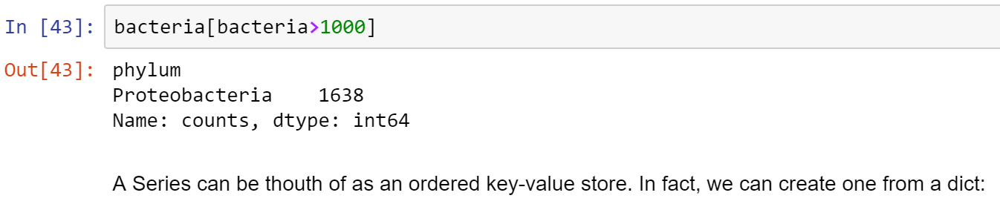 In [43]: bacteria[bacteria>1000]
Out[43]: phylum
Proteobacteria    1638
Name: counts, dtype: int64
A Series can be thouth of as an ordered key-value store. In fact, we can create one from a dict: